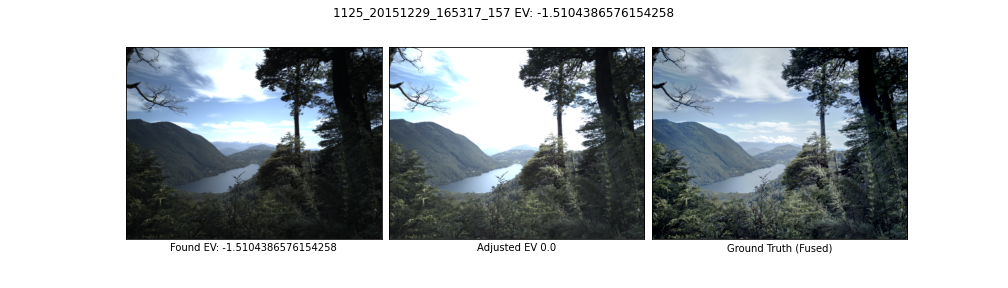 1125_20151229_165317_157 EV: -1.5104386576154258
Found EV: -1.5104386576154258
Adjusted EV 0.0
Ground Truth (Fused)